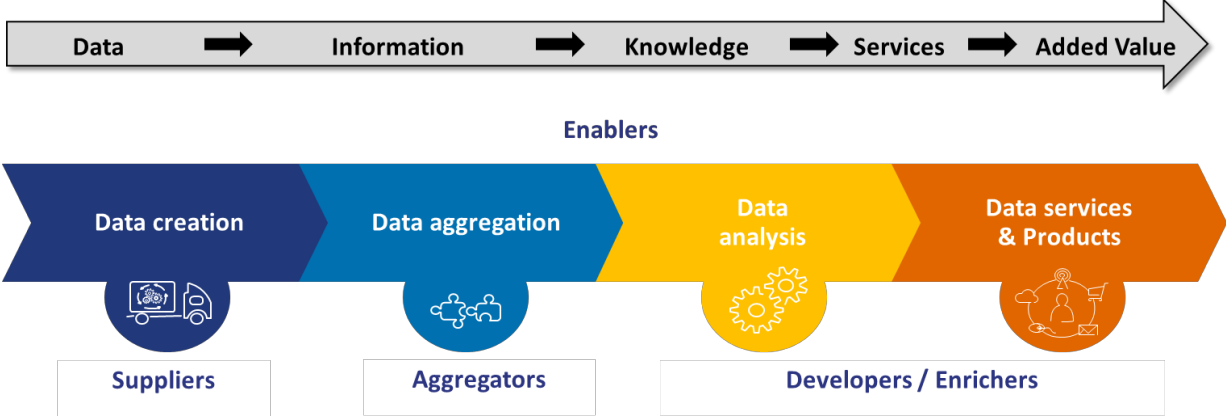 Data Information Knowledge Services Added Value
Enablers
Data creation
Data aggregation
Data
analysis
Data services
& Products
Suppliers
Aggregators
Developers / Enrichers